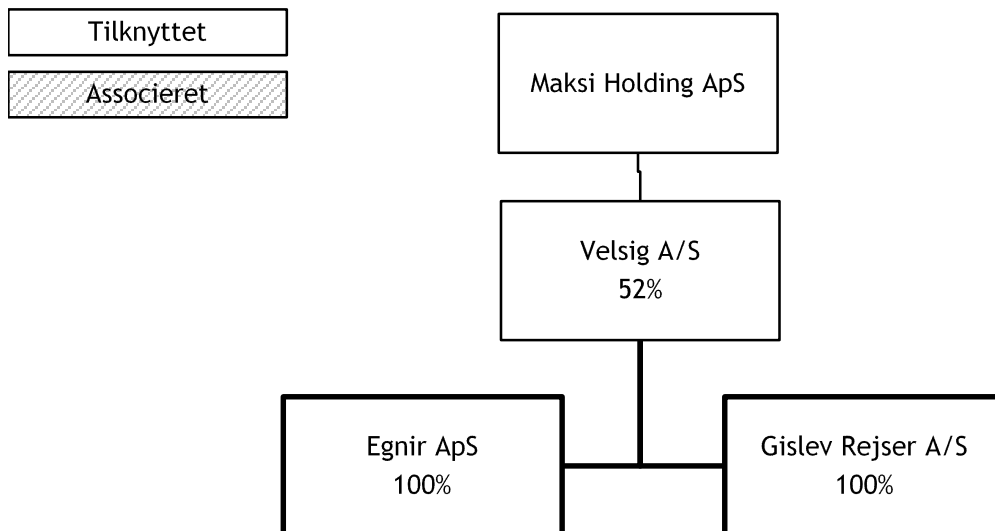 Tilknyttet
Associeret
Maksi Holding ApS
Velsig A/S
52%
Egnir ApS
100%
Gislev Rejser A/S
100%